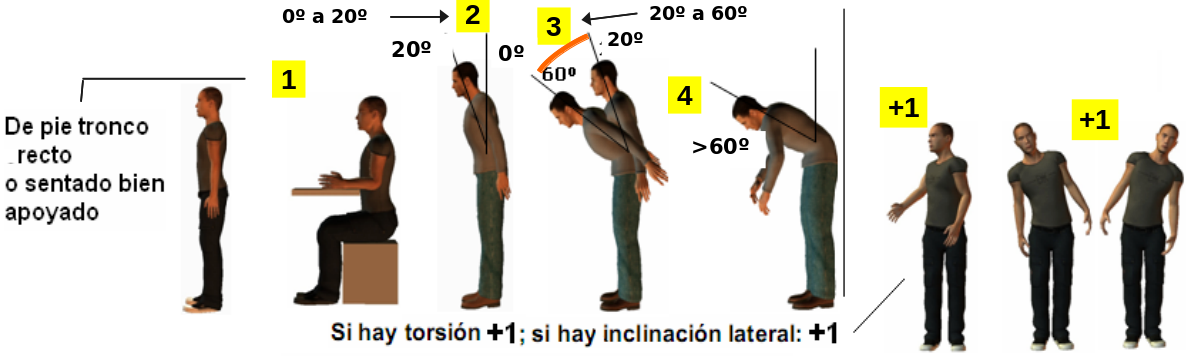 0º a 20º
2
3
20º a 60º
20º
0º
20º
60º
1
4
>60º
+1
+1
De pie tronco
recto
o sentado bien
apoyado
Si hay torsión +1; si hay inclinación lateral: +1